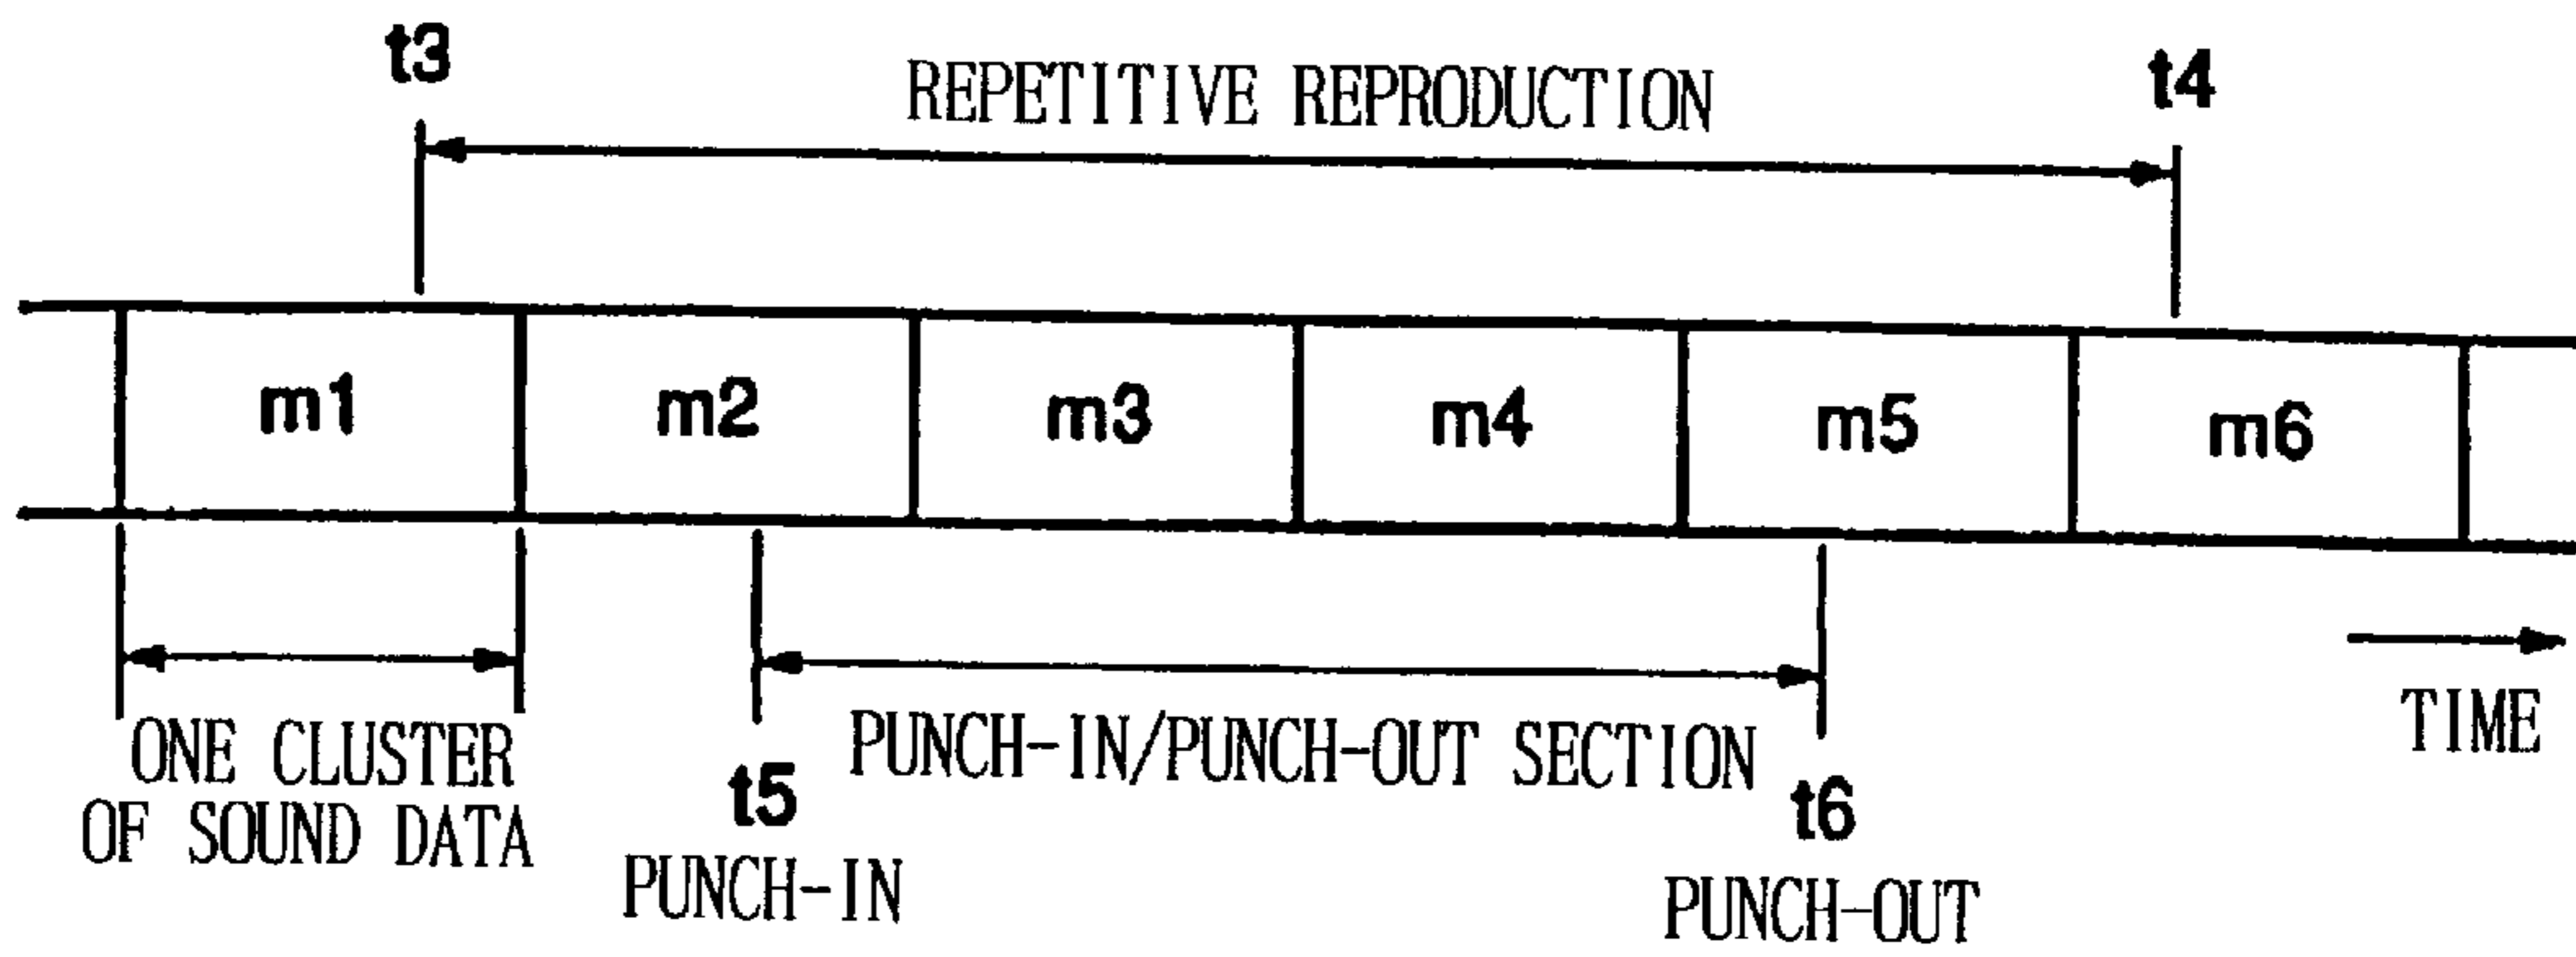 t3
REPETITIVE REPRODUCTION
t4
m1
m2
m3
m4
m5
m6
ONE CLUSTER
OF SOUND DATA
t5
PUNCH-IN
PUNCH-IN/PUNCH-OUT SECTION
t6
PUNCH-OUT
TIME